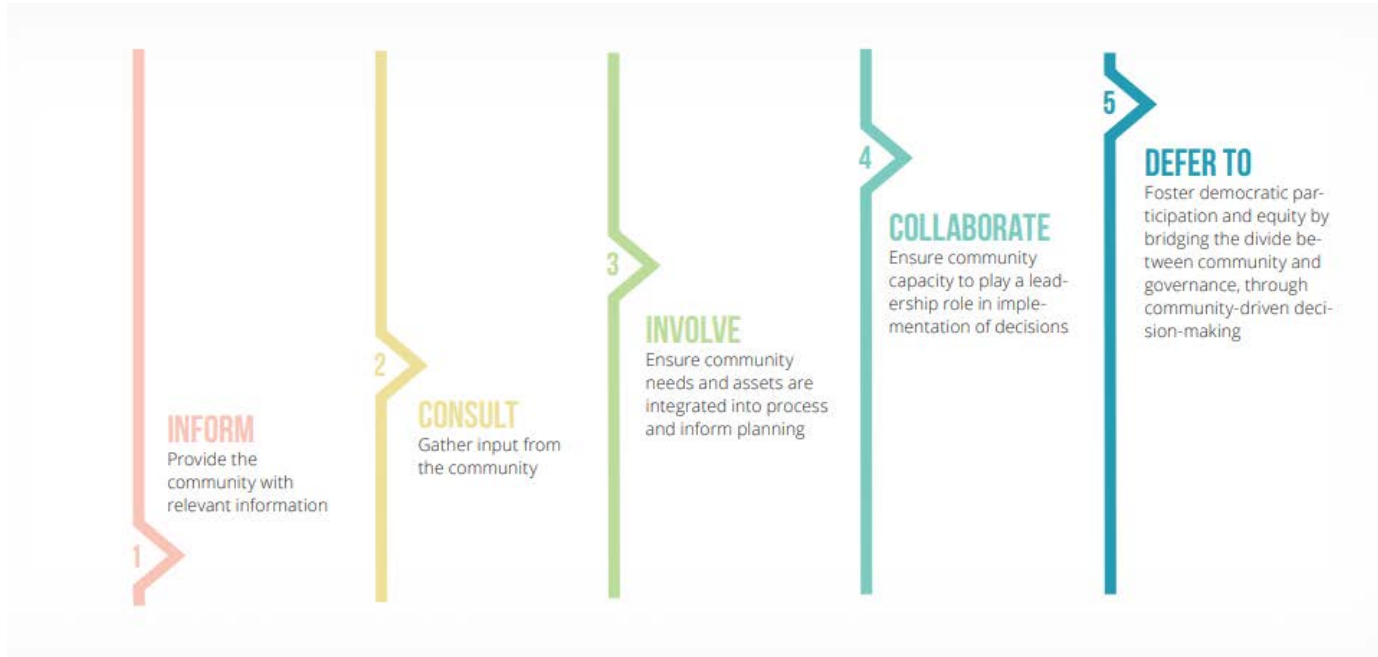 1
INFORM
Provide the
community with
relevant information
2
CONSULT
Gather input from
the community
3
INVOLVE
Ensure community
needs and assets are
integrated into process
and inform planning
4
COLLABORATE
Ensure community
capacity to play a lead-
ership role in imple-
mentation of decisions
5
DEFER TO
Foster democratic par-
ticipation and equity by
bridging the divide be-
tween community and
governance, through
community-driven deci-
sion-making